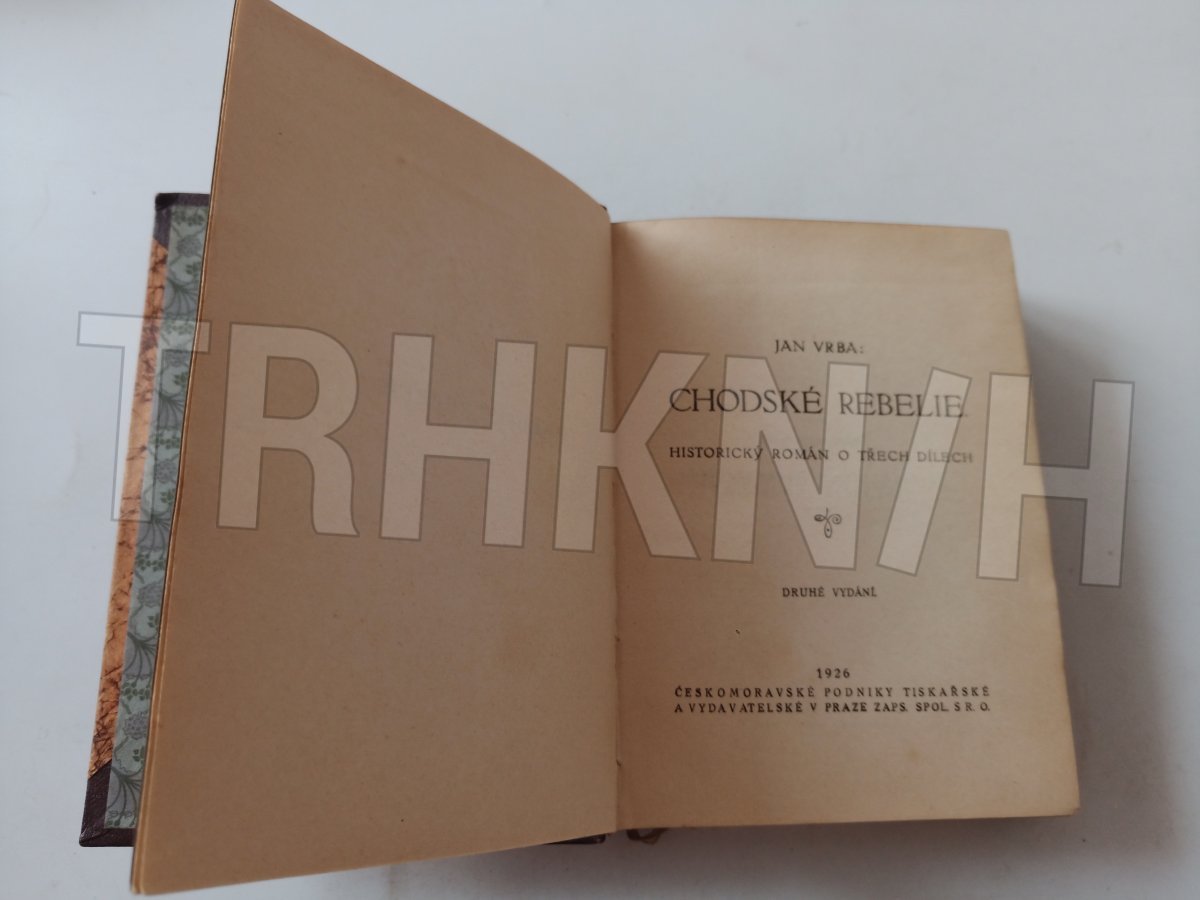 JAN VRBA:
CHODSKÉ REBELIE.
HISTORICKÝ ROMÁN O TŘECH DÍLECH
DRUHÉ VYDÁNÍ.
1926
ČESKOMORAVSKÉ PODNIKY TISKAŘSKÉ
A VYDAVATELSKÉ V PRAZE ZAPS. SPOL. S R. O.
TRHKNIH